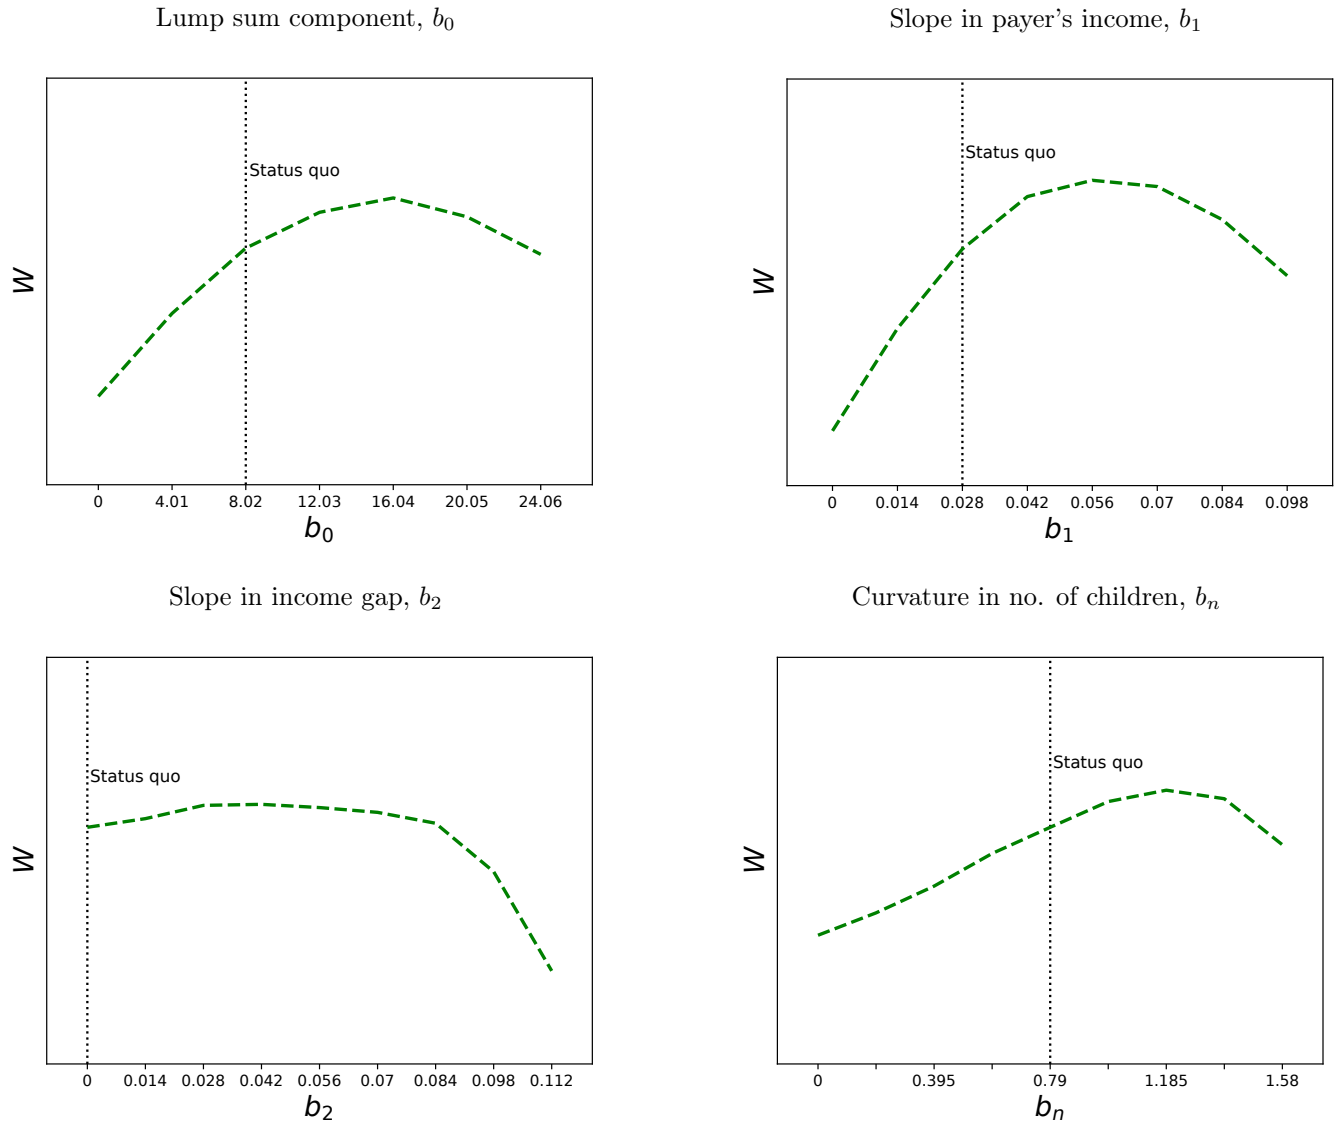 Lump sum component, b₀
Status quo
W
0 4.01 8.02 12.03 16.04 20.05 24.06
b₀
Slope in payer's income, b₁
Status quo
W
0 0.014 0.028 0.042 0.056 0.07 0.084 0.098
b₁
Slope in income gap, b₂
Status quo
W
0 0.014 0.028 0.042 0.056 0.07 0.084 0.098 0.112
b₂
Curvature in no. of children, bₙ
Status quo
W
0 0.395 0.79 1.185 1.58
bₙ